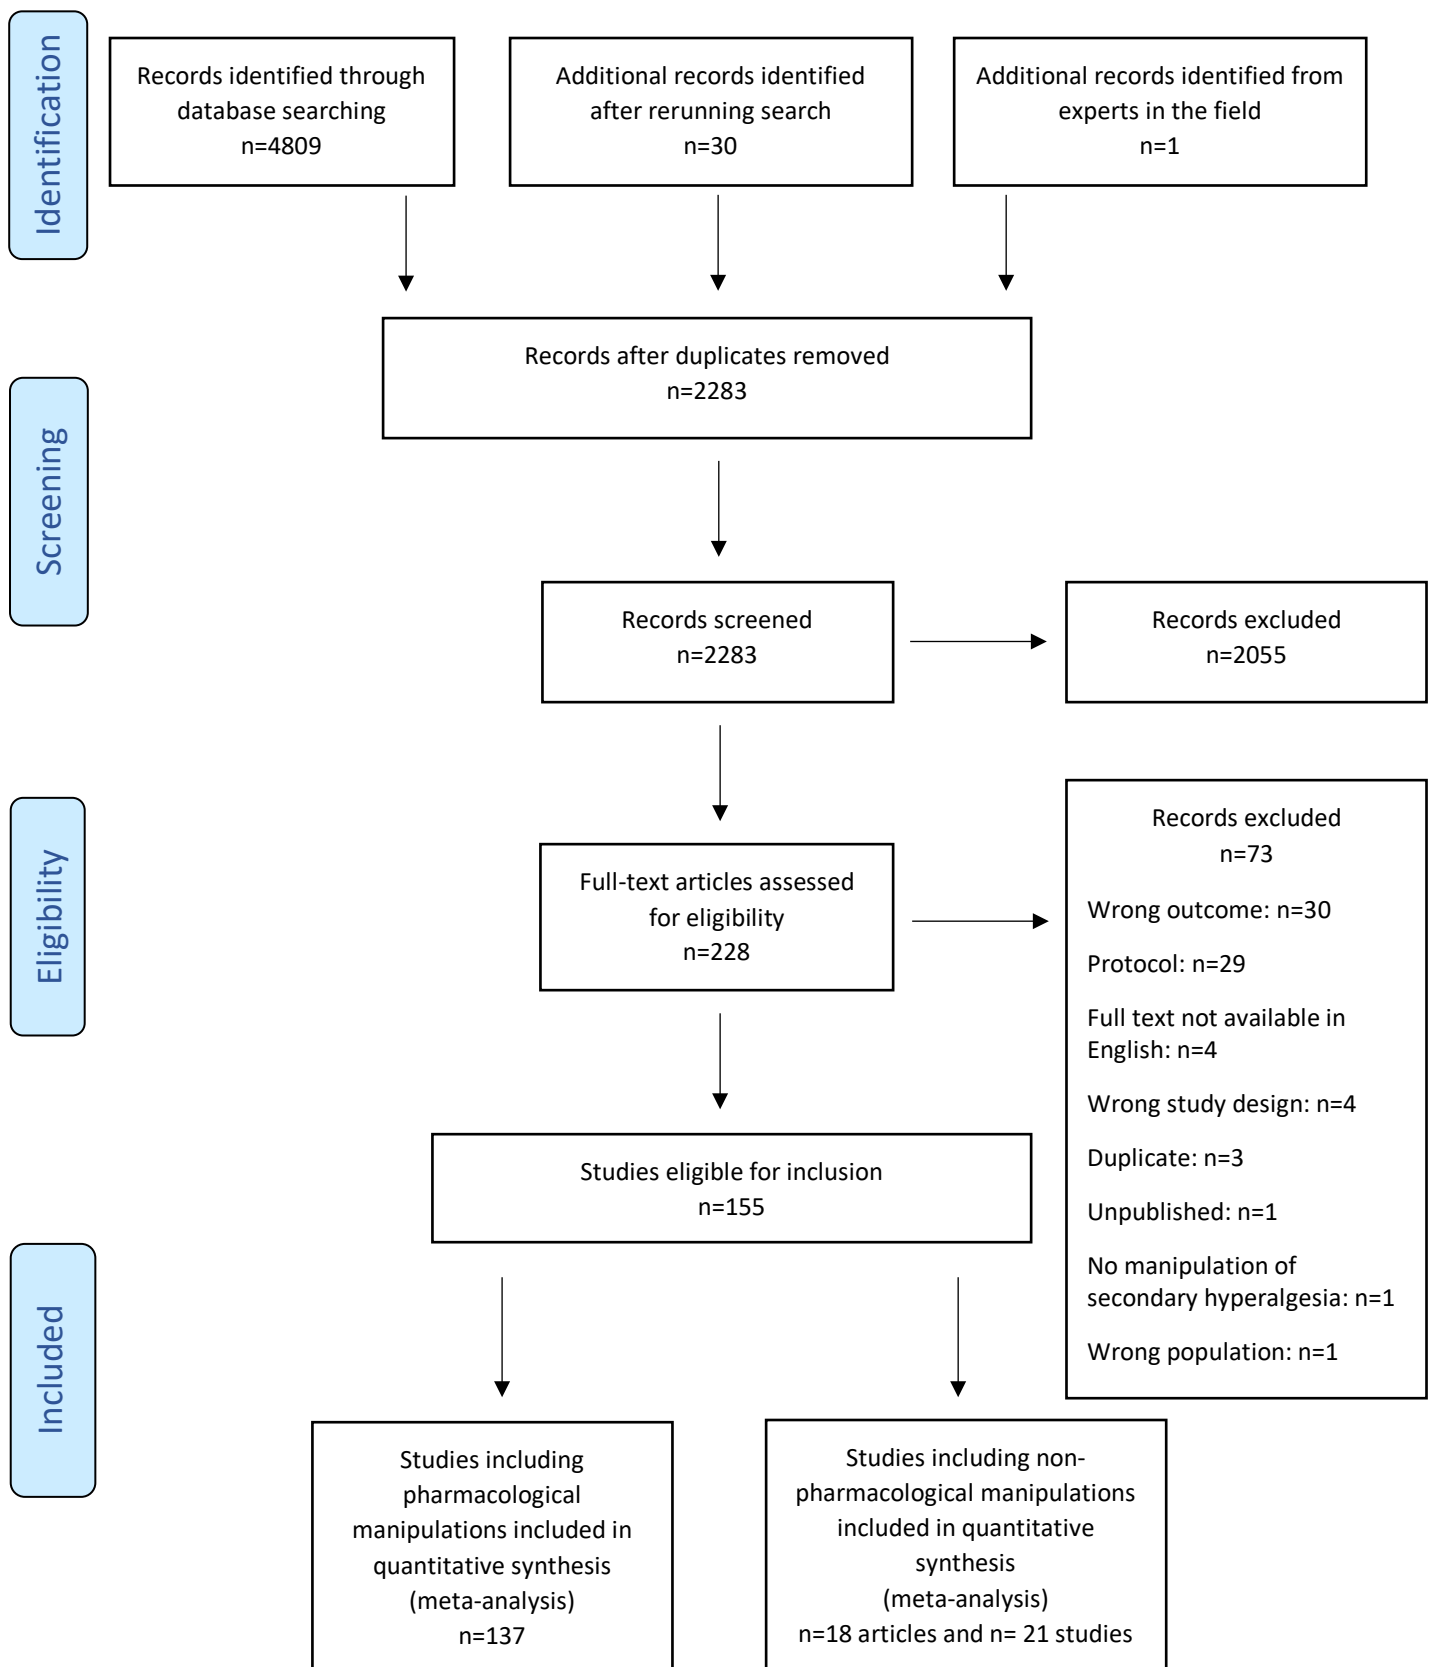 Identification
Records identified through
database searching
n=4809
Additional records identified
after rerunning search
n=30
Additional records identified from
experts in the field
n=1
Records after duplicates removed
n=2283
Screening
Records screened
n=2283
Records excluded
n=2055
Eligibility
Full-text articles assessed
for eligibility
n=228
Records excluded
n=73
Wrong outcome: n=30
Protocol: n=29
Full text not available in
English: n=4
Wrong study design: n=4
Duplicate: n=3
Unpublished: n=1
No manipulation of
secondary hyperalgesia: n=1
Wrong population: n=1
Studies eligible for inclusion
n=155
Included
Studies including
pharmacological
manipulations included in
quantitative synthesis
(meta-analysis)
n=137
Studies including non-
pharmacological manipulations
included in quantitative
synthesis
(meta-analysis)
n=18 articles and n= 21 studies